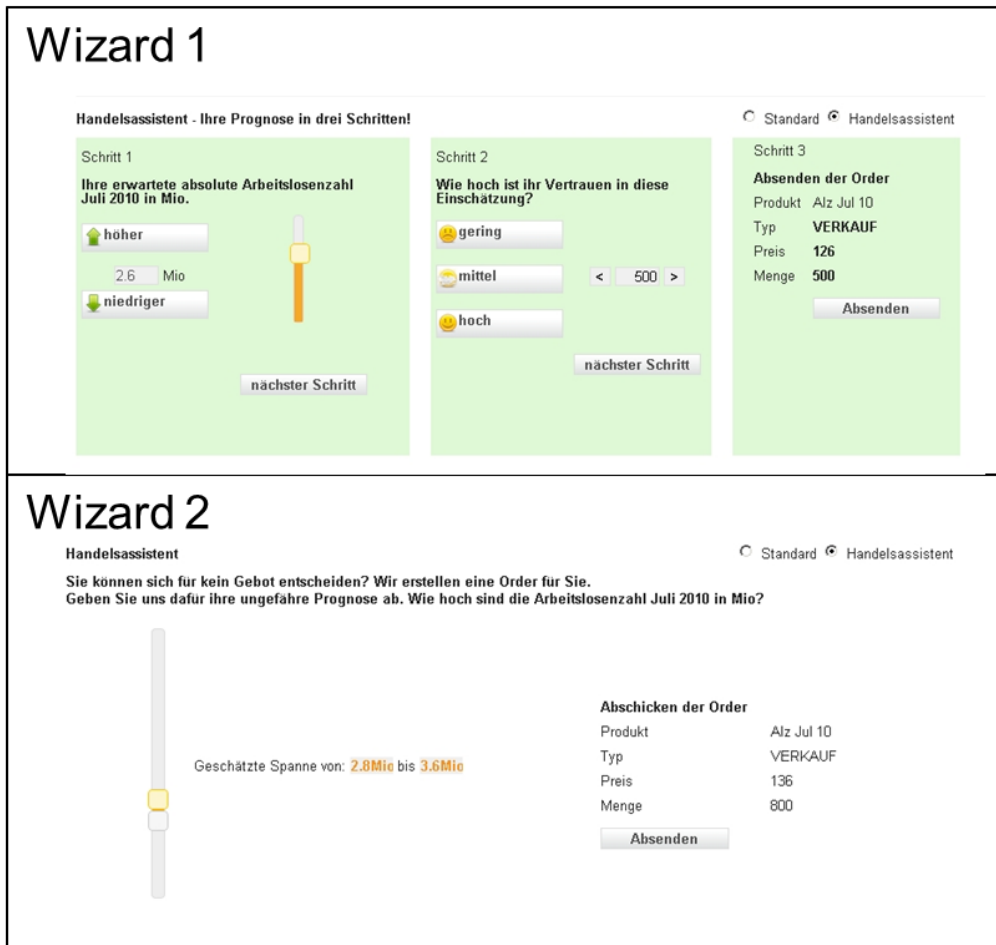 Wizard 1
Handelsassistent - Ihre Prognose in drei Schritten!
Standard Handelsassistent
Schritt 1
Ihre erwartete absolute Arbeitslosenzahl
Juli 2010 in Mio.
höher
2.6 Mio
niedriger
nächster Schritt
Schritt 2
Wie hoch ist ihr Vertrauen in diese
Einschätzung?
gering
mittel
< 500 >
hoch
nächster Schritt
Schritt 3
Absenden der Order
Produkt Alz Jul 10
Typ VERKAUF
Preis 126
Menge 500
Absenden
Wizard 2
Handelsassistent
Standard Handelsassistent
Sie können sich für kein Gebot entscheiden? Wir erstellen eine Order für Sie.
Geben Sie uns dafür ihre ungefähre Prognose ab. Wie hoch sind die Arbeitslosenzahl Juli 2010 in Mio?
Geschätzte Spanne von: 2.8Mio bis 3.6Mio
Abschicken der Order
Produkt Alz Jul 10
Typ VERKAUF
Preis 136
Menge 800
Absenden